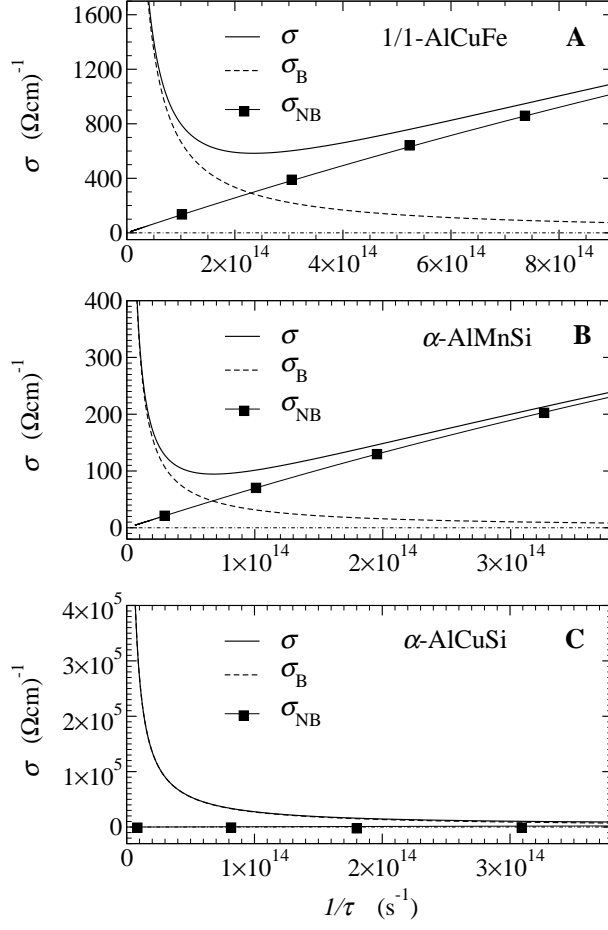 1600
1200
800
400
0
σ (Ωcm)⁻¹
σ
σ_B
σ_NB
1/1-AlCuFe A
0 2×10¹⁴ 4×10¹⁴ 6×10¹⁴ 8×10¹⁴
400
300
200
100
0
σ (Ωcm)⁻¹
σ
σ_B
σ_NB
α-AlMnSi B
0 1×10¹⁴ 2×10¹⁴ 3×10¹⁴
4×10⁵
3×10⁵
2×10⁵
1×10⁵
0
σ (Ωcm)⁻¹
σ
σ_B
σ_NB
α-AlCuSi C
0 1×10¹⁴ 2×10¹⁴ 3×10¹⁴
1/τ (s⁻¹)